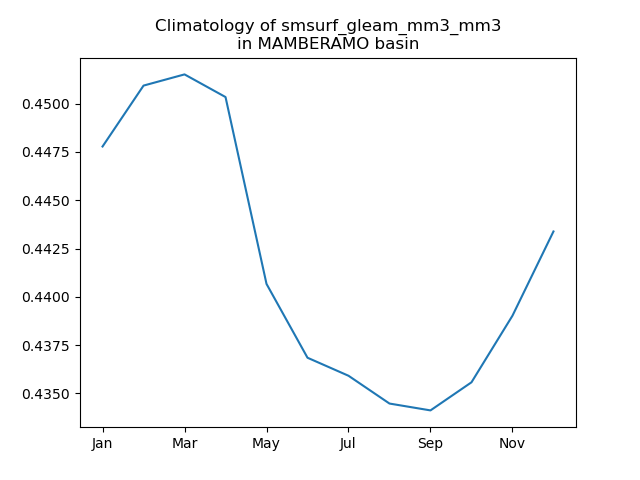 Climatology of smsurf_gleam_mm3_mm3
in MAMBERAMO basin
0.4500
0.4475
0.4450
0.4425
0.4400
0.4375
0.4350
Jan Mar May Jul Sep Nov